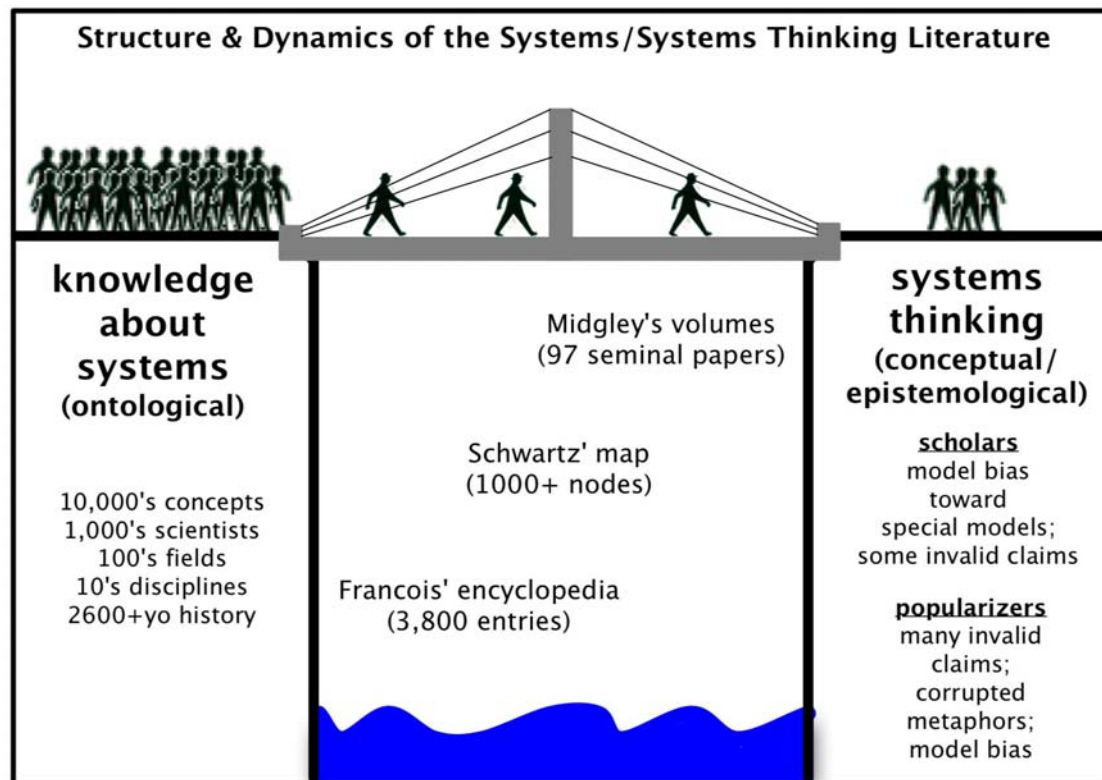 Structure & Dynamics of the Systems/Systems Thinking Literature
knowledge
about
systems
(ontological)
10,000's concepts
1,000's scientists
100's fields
10's disciplines
2600+yo history
Midgley's volumes
(97 seminal papers)
Schwartz' map
(1000+ nodes)
Francois' encyclopedia
(3,800 entries)
systems
thinking
(conceptual/
epistemological)
scholars
model bias
toward
special models;
some invalid claims
popularizers
many invalid
claims;
corrupted
metaphors;
model bias